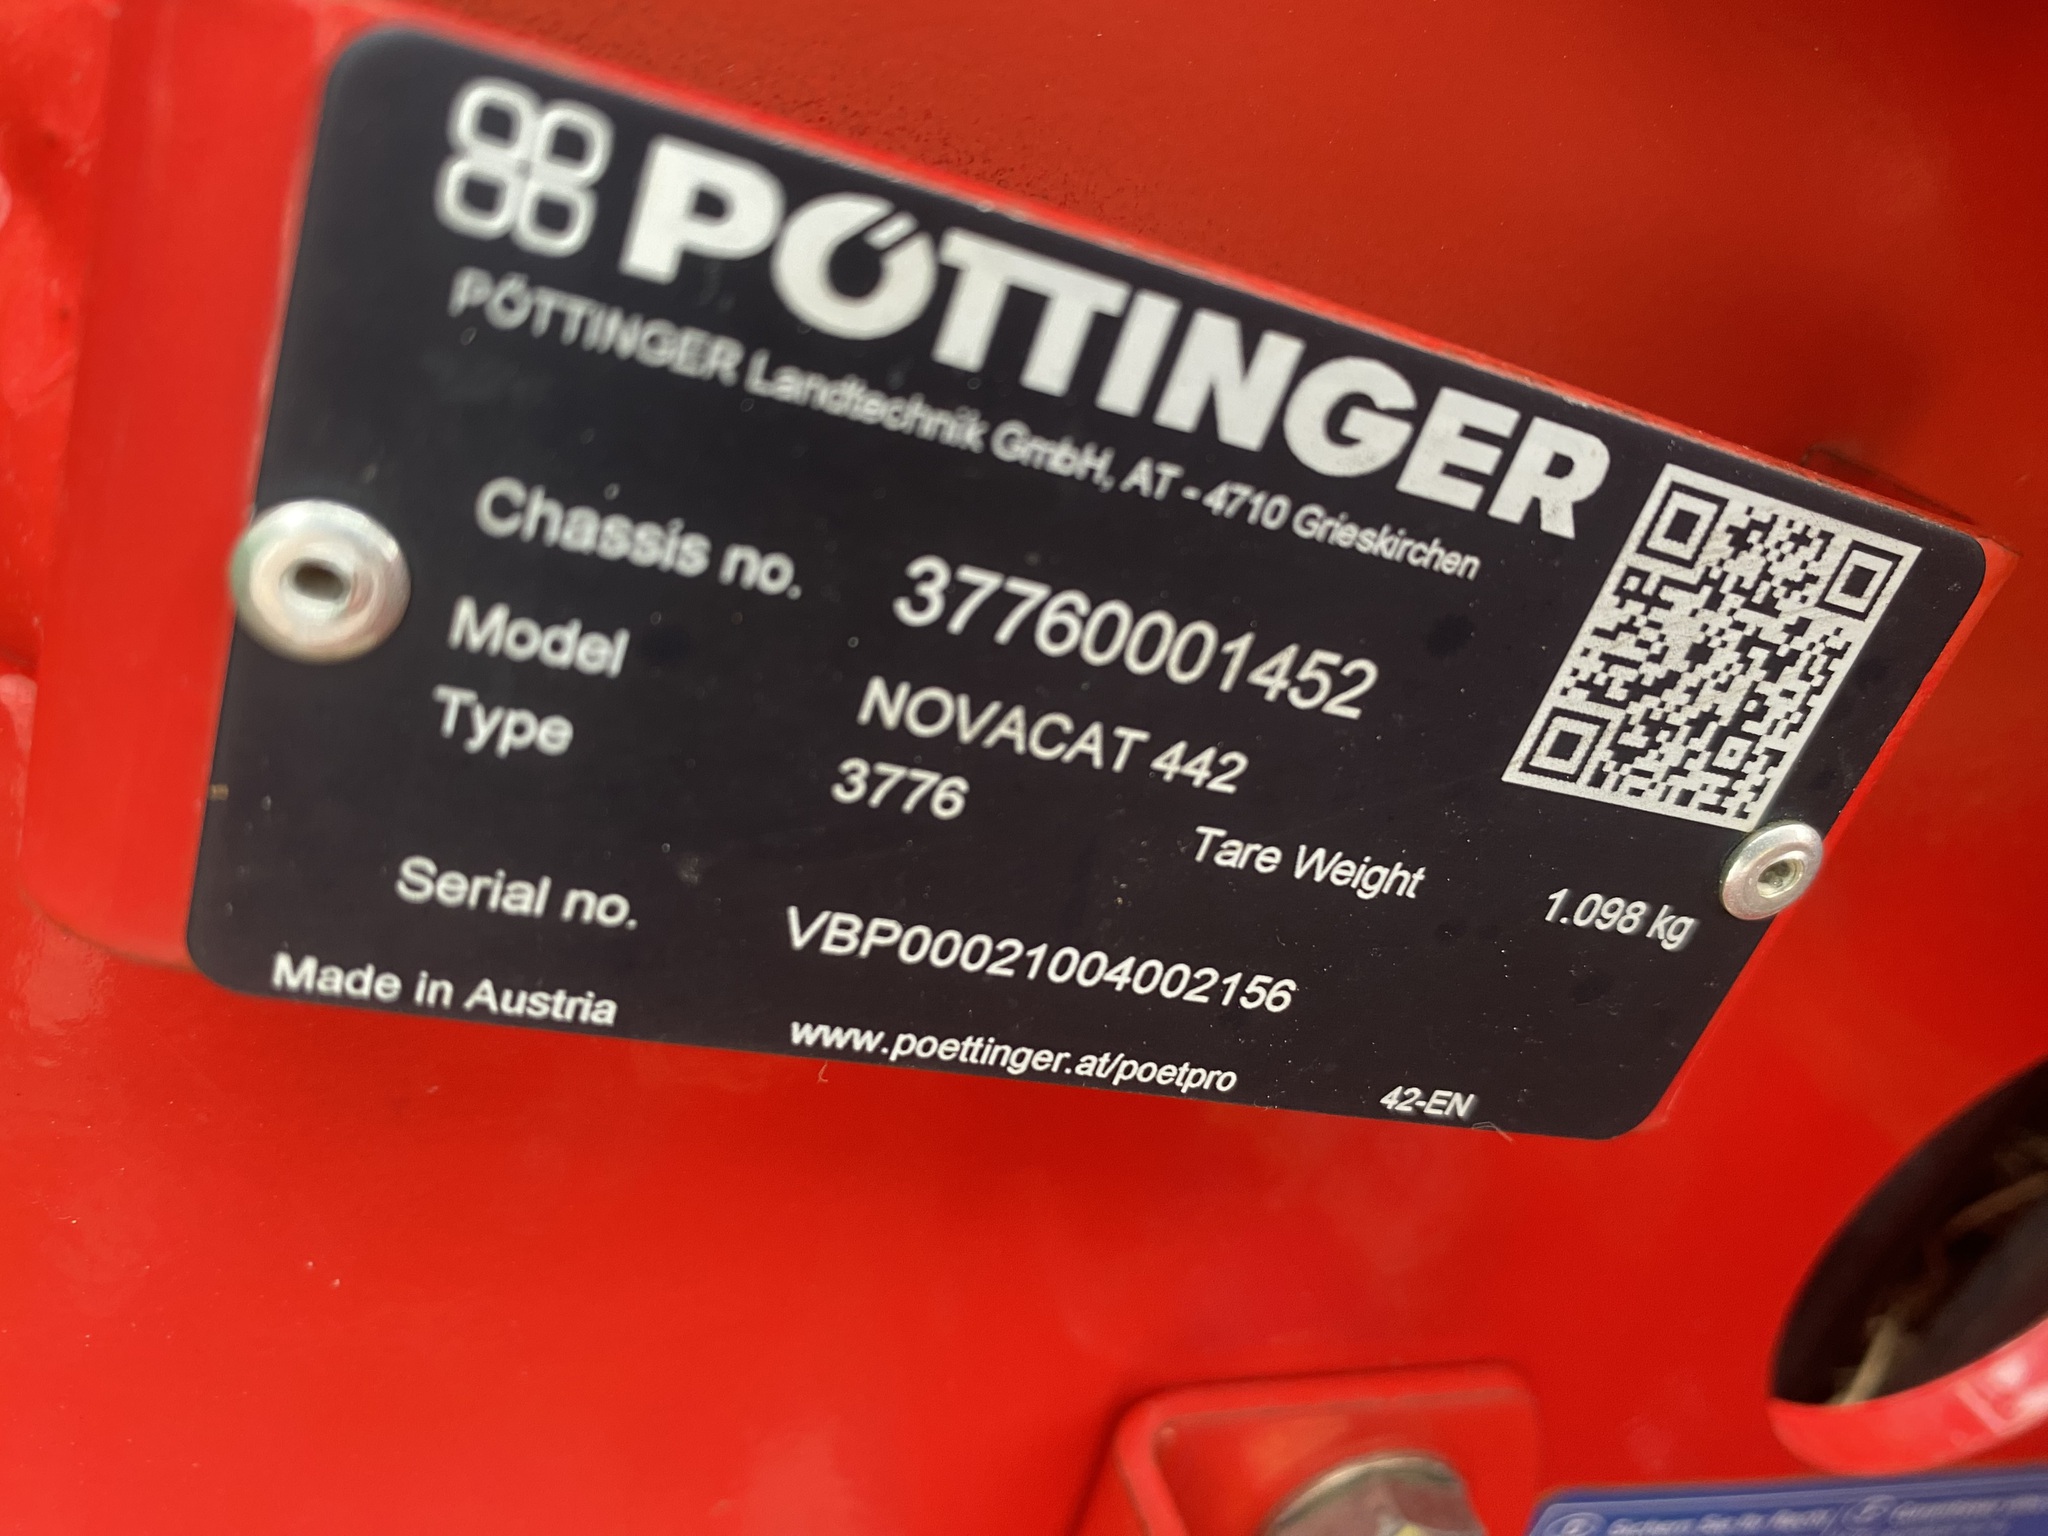 PÖTTINGER
PÖTTINGER Landtechnik GmbH, AT - 4710 Grieskirchen
Chassis no. 37760001452
Model NOVACAT 442
Type 3776
Tare Weight 1.098 kg
Serial no. VBP00021004002156
Made in Austria www.poettinger.at/poetpro 42-EN